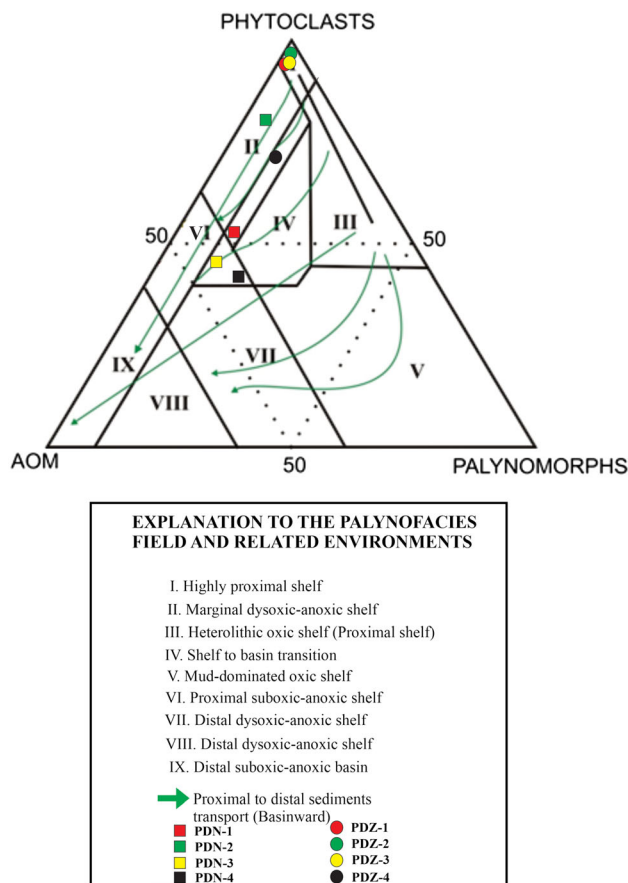 PHYTOCLASTS
II
50
VI
IV
III
50
IX
VII
V
VIII
AOM
50
PALYNOMORPHS
EXPLANATION TO THE PALYNOFACIES
FIELD AND RELATED ENVIRONMENTS
I. Highly proximal shelf
II. Marginal dysoxic-anoxic shelf
III. Heterolithic oxic shelf (Proximal shelf)
IV. Shelf to basin transition
V. Mud-dominated oxic shelf
VI. Proximal suboxic-anoxic shelf
VII. Distal dysoxic-anoxic shelf
VIII. Distal dysoxic-anoxic shelf
IX. Distal suboxic-anoxic basin
Proximal to distal sediments
transport (Basinward)
PDN-1 PDZ-1
PDN-2 PDZ-2
PDN-3 PDZ-3
PDN-4 PDZ-4